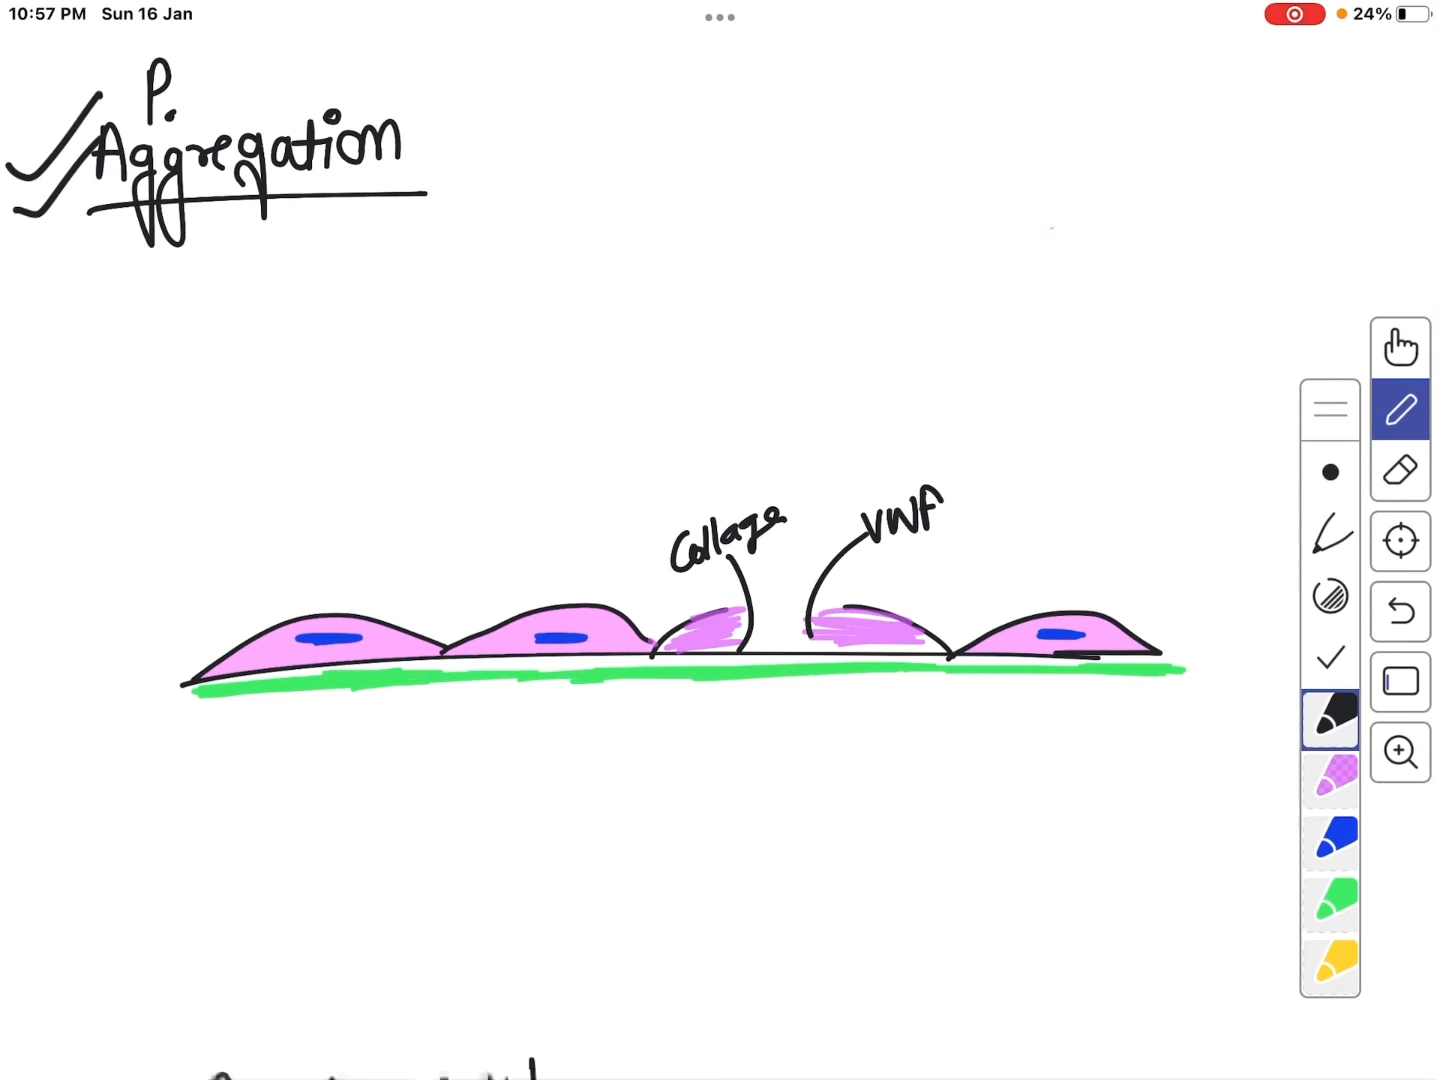 10:57 PM Sun 16 Jan
24%
P.
Aggregation
Collage
VWF